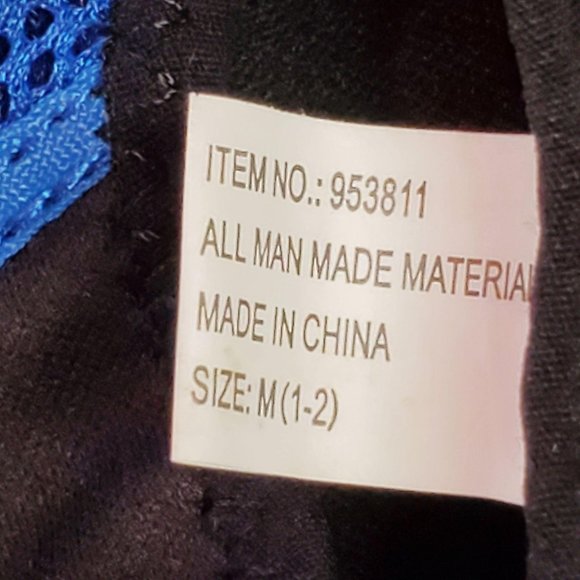 ITEM NO.: 953811
ALL MAN MADE MATERIAL
MADE IN CHINA
SIZE: M (1-2)